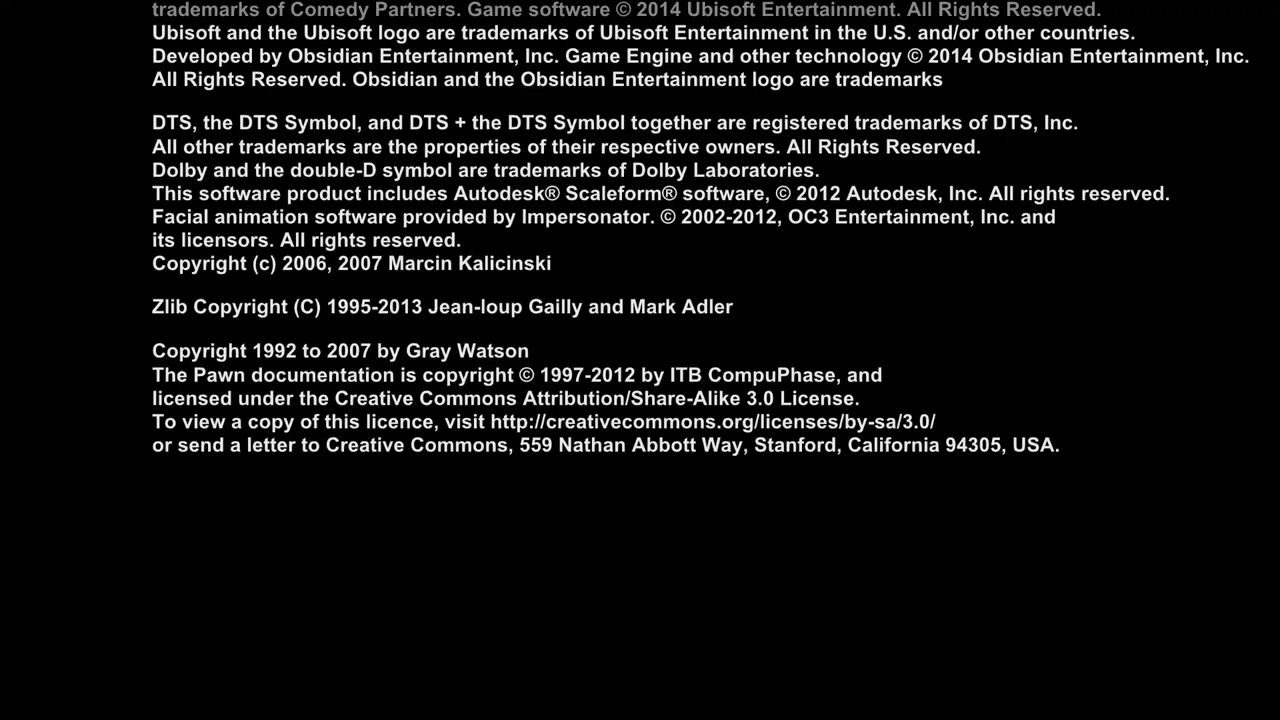 trademarks of Comedy Partners. Game software © 2014 Ubisoft Entertainment. All Rights Reserved.
Ubisoft and the Ubisoft logo are trademarks of Ubisoft Entertainment in the U.S. and/or other countries.
Developed by Obsidian Entertainment, Inc. Game Engine and other technology © 2014 Obsidian Entertainment, Inc.
All Rights Reserved. Obsidian and the Obsidian Entertainment logo are trademarks
DTS, the DTS Symbol, and DTS + the DTS Symbol together are registered trademarks of DTS, Inc.
All other trademarks are the properties of their respective owners. All Rights Reserved.
Dolby and the double-D symbol are trademarks of Dolby Laboratories.
This software product includes Autodesk® Scaleform® software, © 2012 Autodesk, Inc. All rights reserved.
Facial animation software provided by Impersonator. © 2002-2012, OC3 Entertainment, Inc. and
its licensors. All rights reserved.
Copyright (c) 2006, 2007 Marcin Kalicinski
Zlib Copyright (C) 1995-2013 Jean-loup Gailly and Mark Adler
Copyright 1992 to 2007 by Gray Watson
The Pawn documentation is copyright © 1997-2012 by ITB CompuPhase, and
licensed under the Creative Commons Attribution/Share-Alike 3.0 License.
To view a copy of this licence, visit http://creativecommons.org/licenses/by-sa/3.0/
or send a letter to Creative Commons, 559 Nathan Abbott Way, Stanford, California 94305, USA.